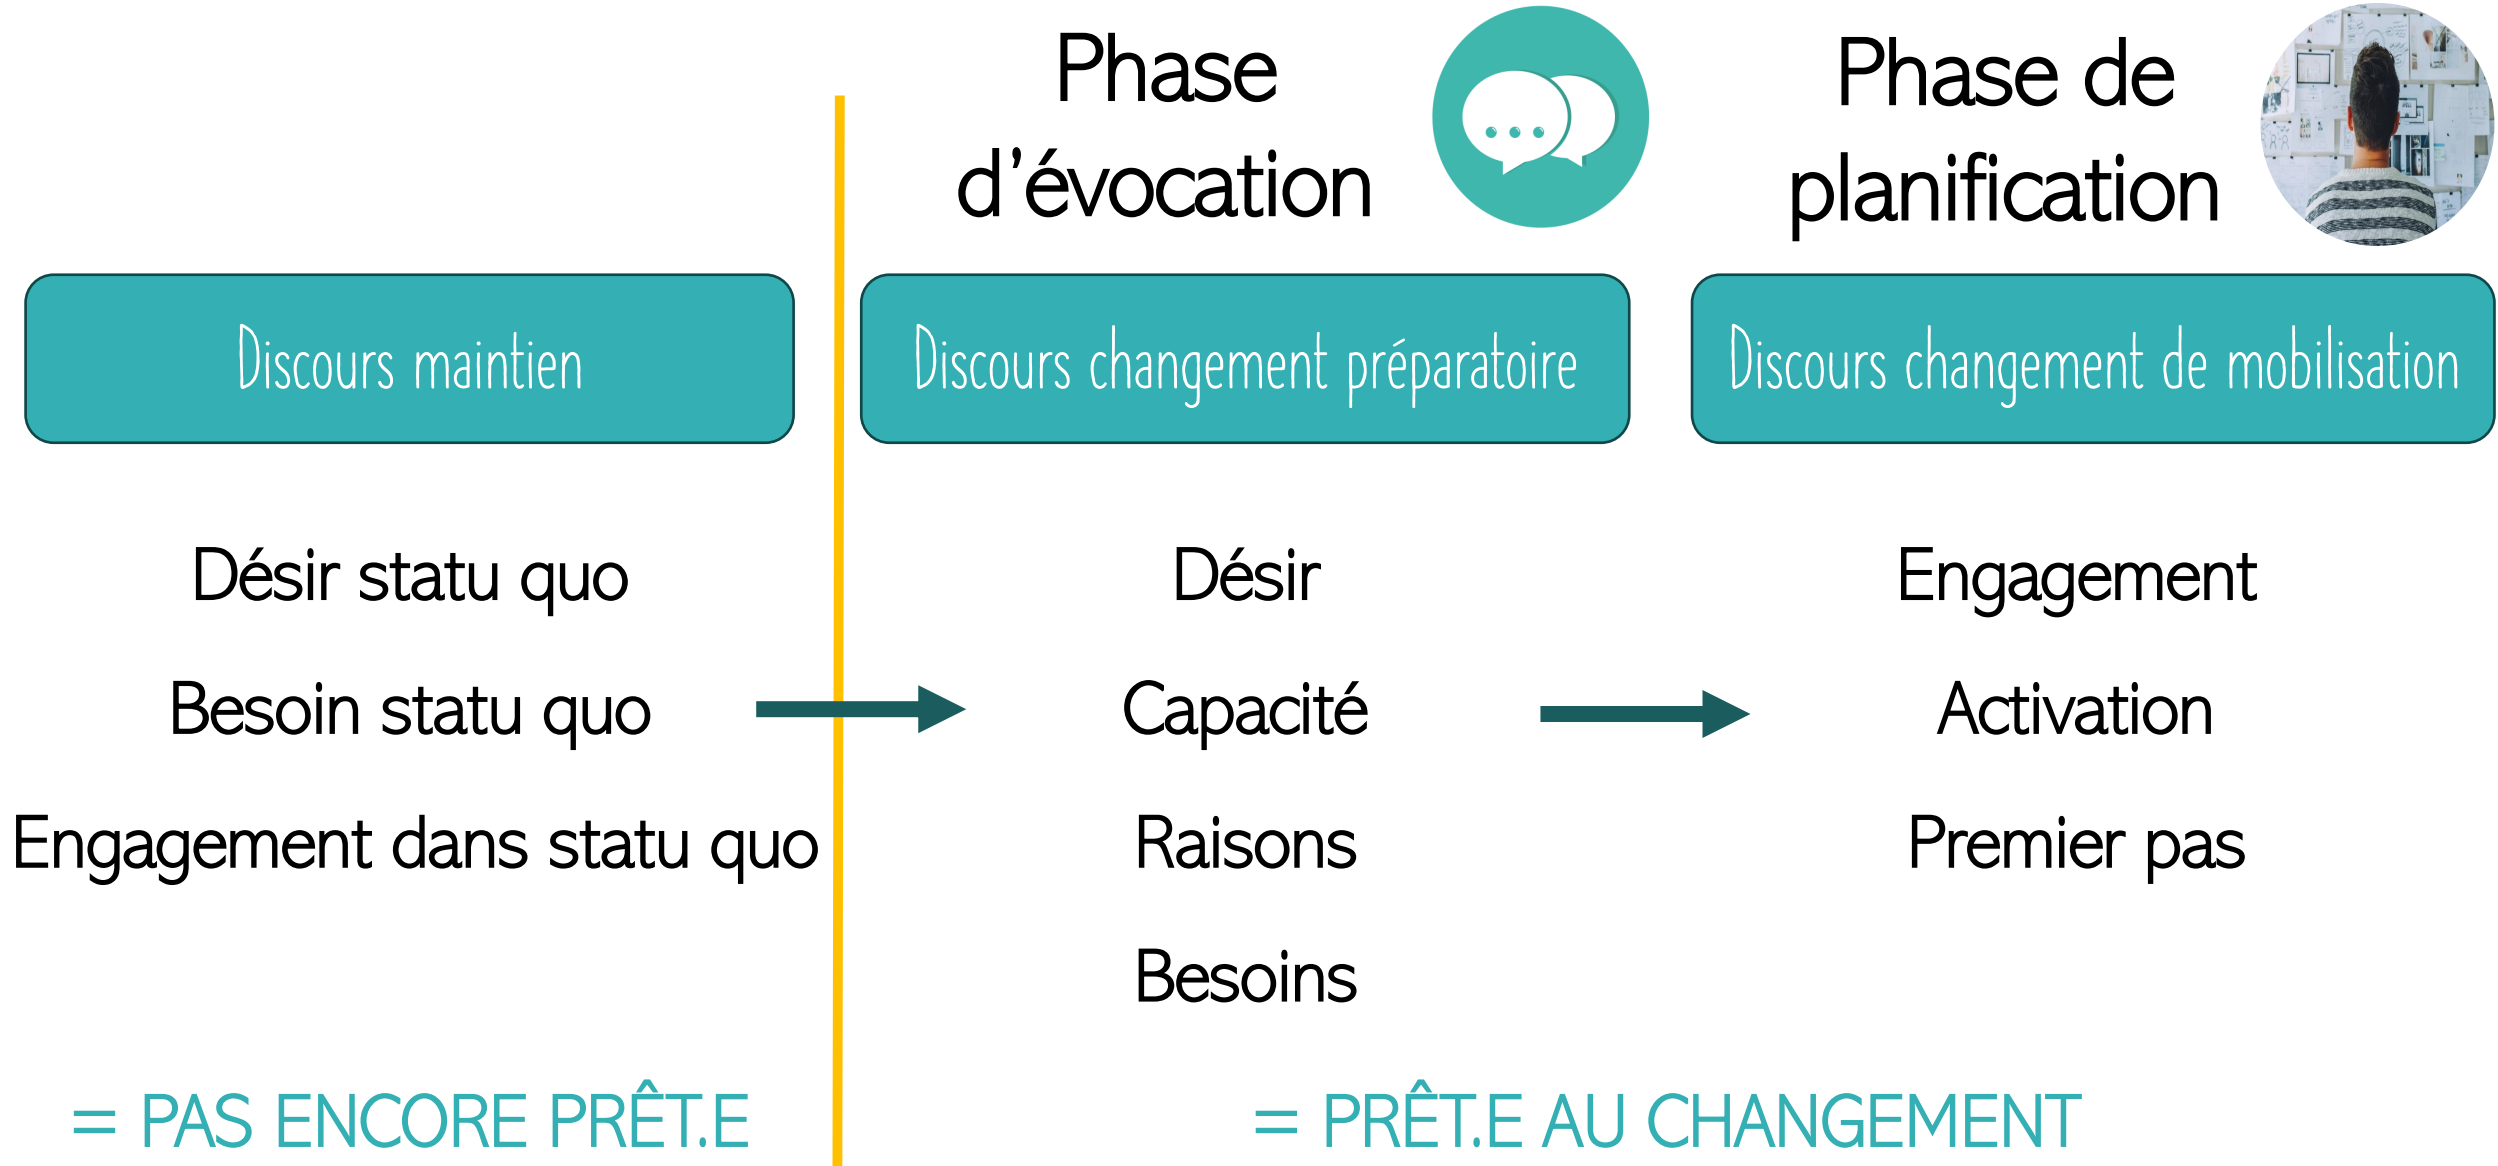 Phase
d’évocation
Phase de
planification
Discours maintien
Discours changement préparatoire
Discours changement de mobilisation
Désir statu quo
Besoin statu quo
Engagement dans statu quo
Désir
Capacité
Raisons
Besoins
Engagement
Activation
Premier pas
= PAS ENCORE PRÊT.E
= PRÊT.E AU CHANGEMENT